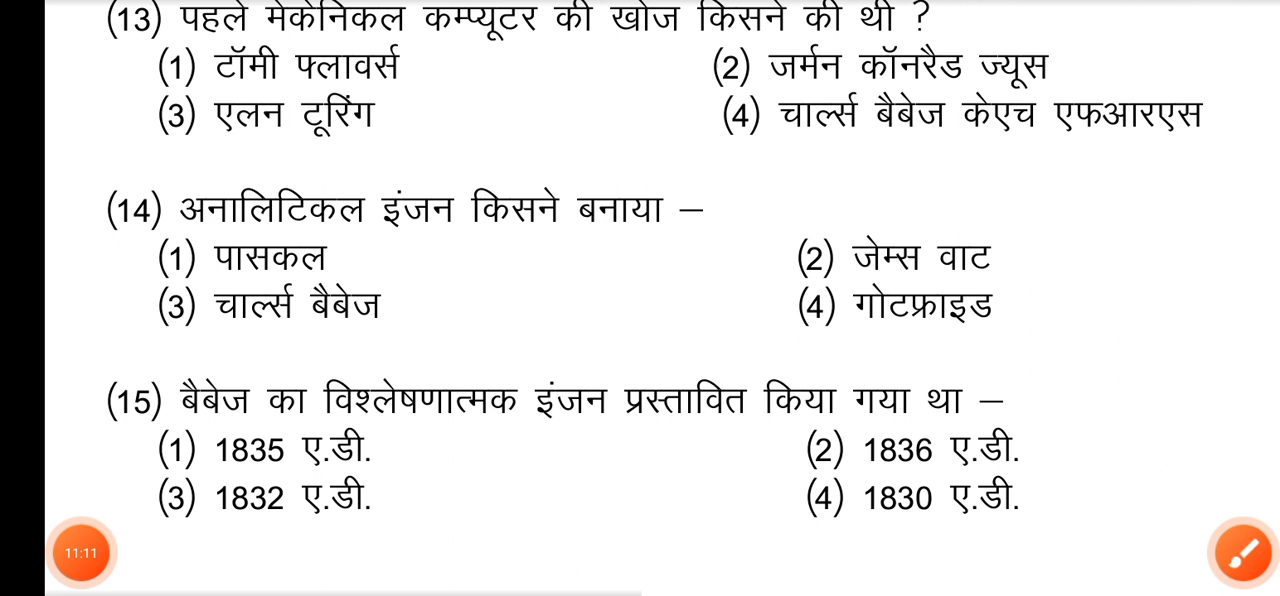 (13) पहले मेकेनिकल कम्प्यूटर की खोज किसने की थी ?
(1) टॉमी फ्लावर्स (2) जर्मन कॉनरैड ज्यूस
(3) एलन टूरिंग (4) चार्ल्स बैबेज केएच एफआरएस
(14) अनालिटिकल इंजन किसने बनाया –
(1) पासकल (2) जेम्स वाट
(3) चार्ल्स बैबेज (4) गोटफ्राइड
(15) बैबेज का विश्लेषणात्मक इंजन प्रस्तावित किया गया था –
(1) 1835 ए.डी. (2) 1836 ए.डी.
(3) 1832 ए.डी. (4) 1830 ए.डी.
11:11